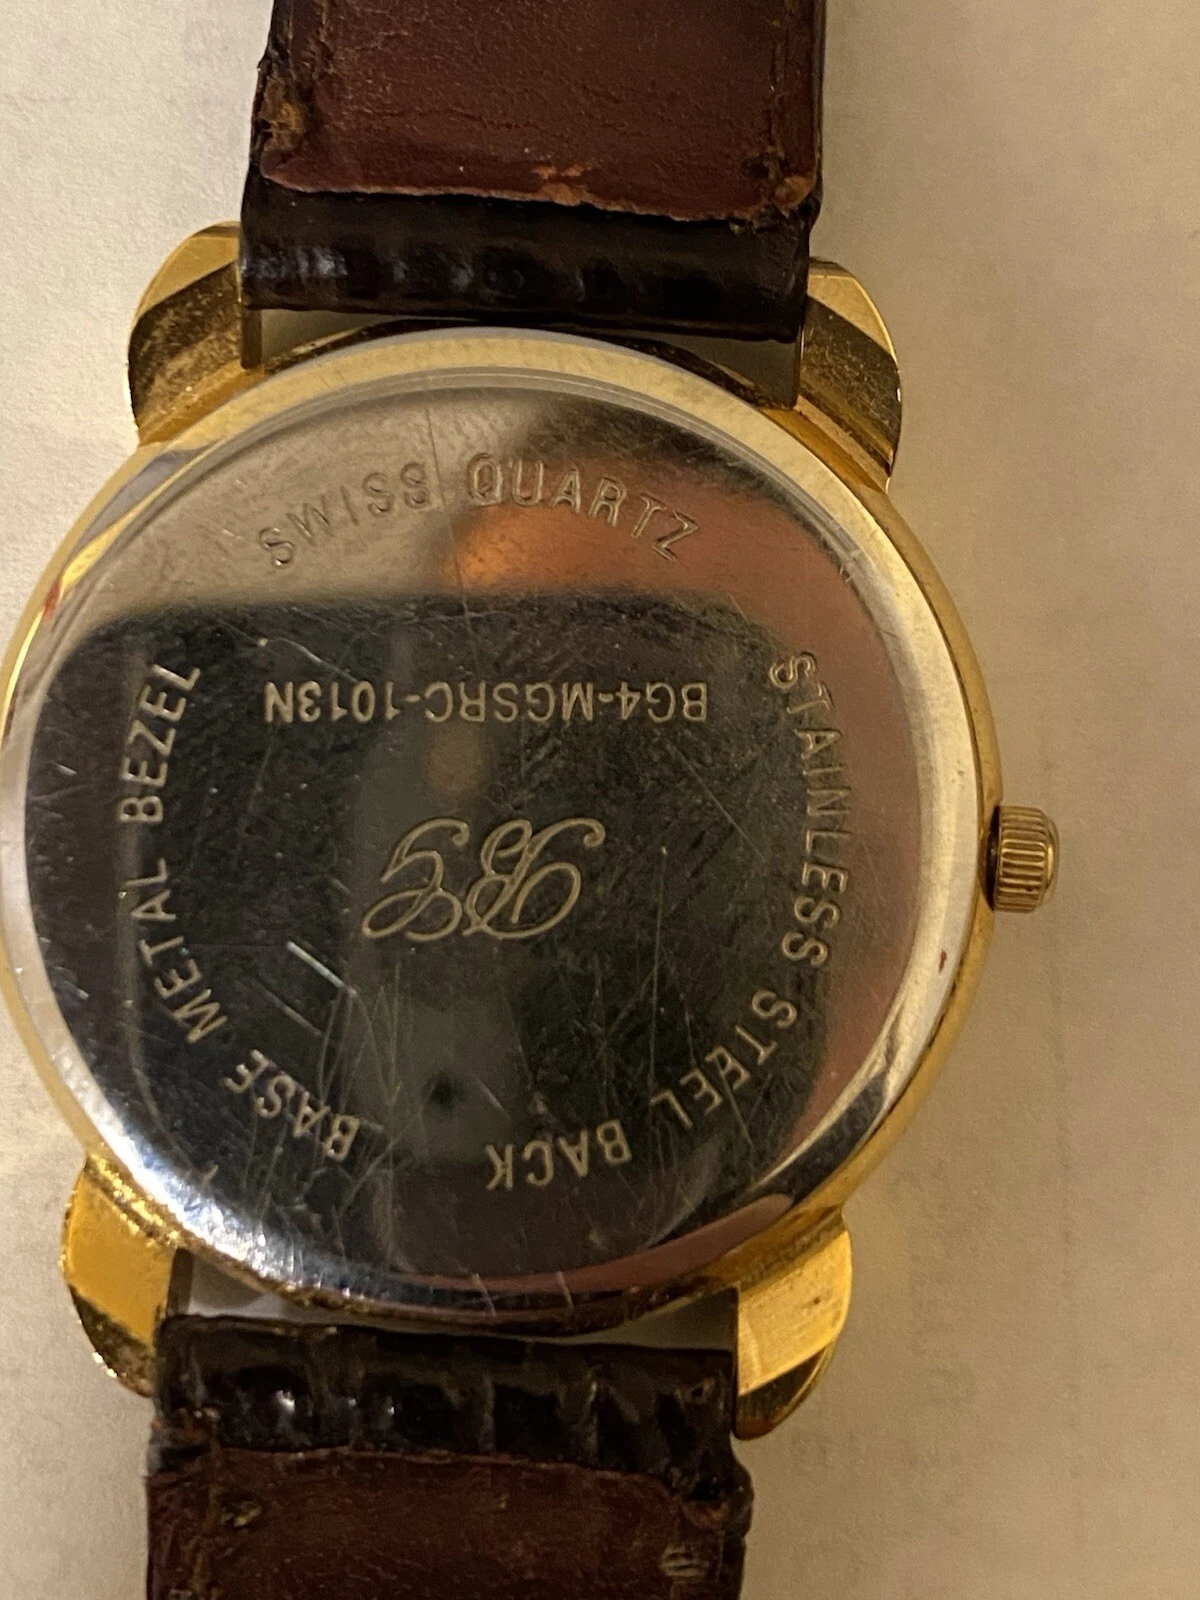 SWISS QUARTZ
STAINLESS STEEL BACK
BASE METAL BEZEL
BG4-MGSRC-1013N